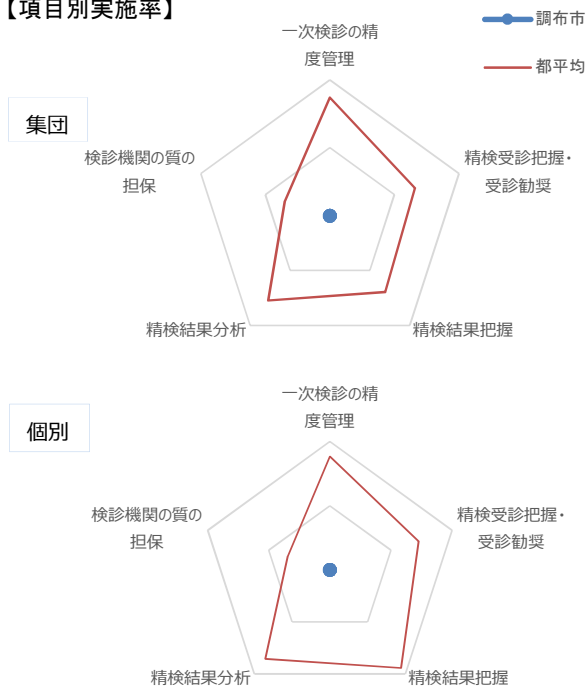 【項目別実施率】
調布市
都平均
集団
一次検診の精
度管理
検診機関の質の
担保
精検受診把握・
受診勧奨
精検結果分析
精検結果把握
個別
一次検診の精
度管理
検診機関の質の
担保
精検受診把握・
受診勧奨
精検結果分析
精検結果把握